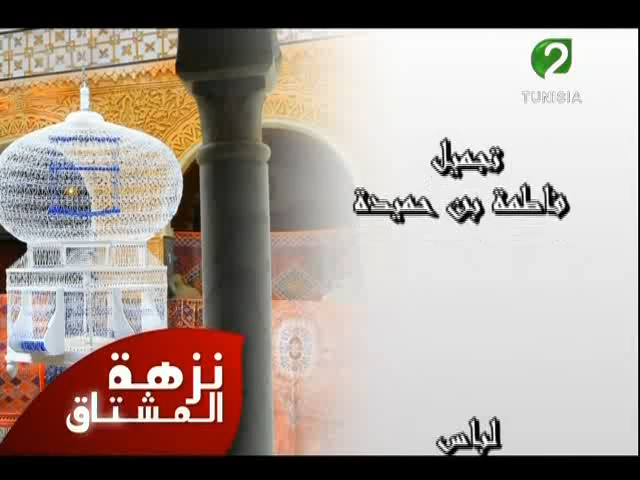 2
TUNISIA
تجميل
فاطمة بن حميدة
نزهة
المشتاق
لباس